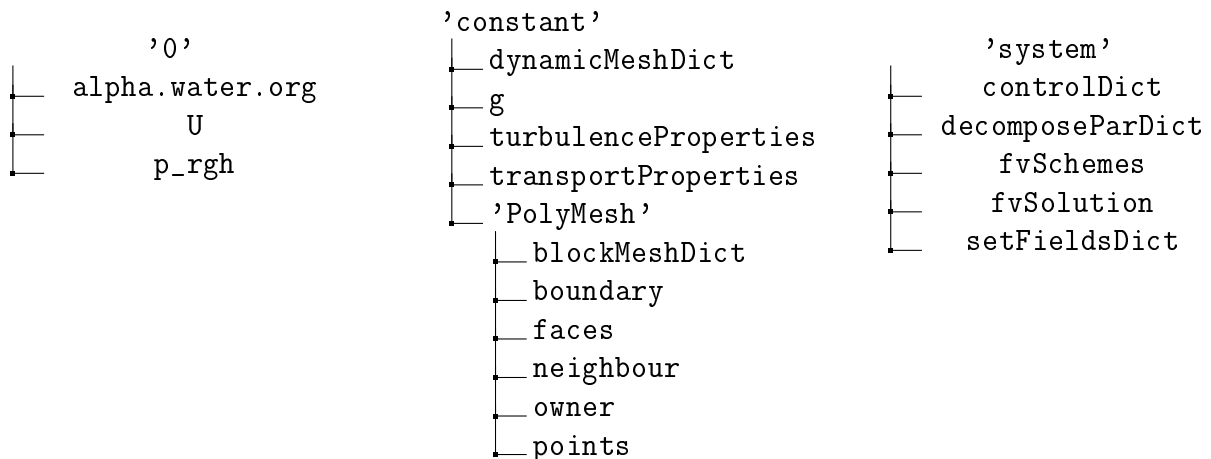 '0'
alpha.water.org
U
p_rgh
'constant'
dynamicMeshDict
g
turbulenceProperties
transportProperties
'PolyMesh'
blockMeshDict
boundary
faces
neighbour
owner
points
'system'
controlDict
decomposeParDict
fvSchemes
fvSolution
setFieldsDict